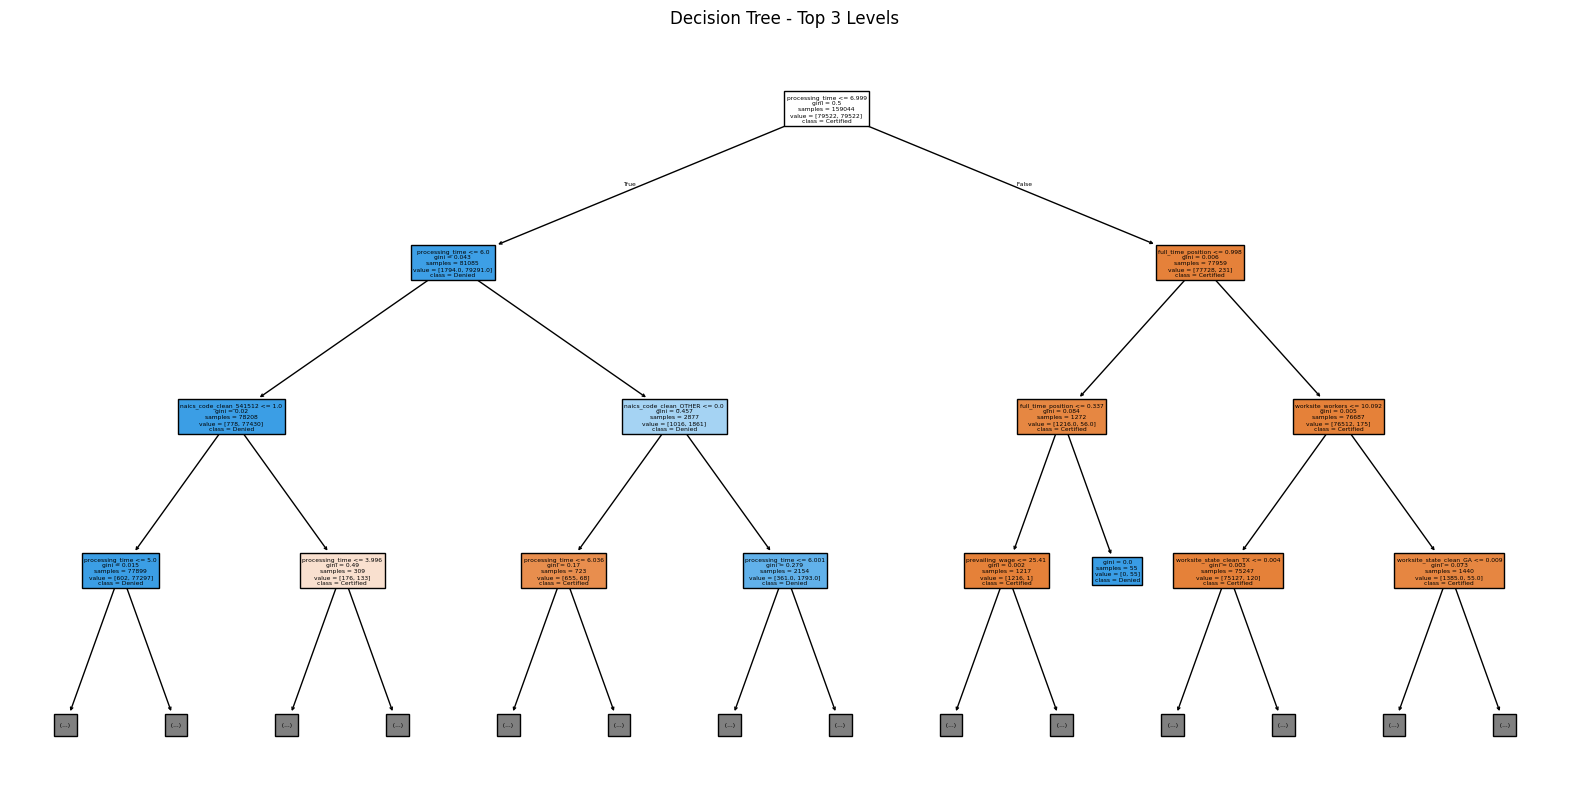 Decision Tree - Top 3 Levels
processing_time <= 6.999
gini = 0.5
samples = 159044
value = [79522, 79522]
class = Certified
True
False
processing_time <= 6.0
gini = 0.043
samples = 81085
value = [1794.0, 79291.0]
class = Denied
full_time_position <= 0.998
gini = 0.006
samples = 77959
value = [77728, 231]
class = Certified
naics_code_clean_541512 <= 1.0
gini = 0.02
samples = 78208
value = [778, 77430]
class = Denied
naics_code_clean_OTHER <= 0.0
gini = 0.457
samples = 2877
value = [1016, 1861]
class = Denied
full_time_position <= 0.337
gini = 0.084
samples = 1272
value = [1216.0, 56.0]
class = Certified
worksite_workers <= 10.092
gini = 0.005
samples = 76687
value = [76512, 175]
class = Certified
processing_time <= 5.0
gini = 0.015
samples = 77899
value = [602, 77297]
class = Denied
processing_time <= 3.996
gini = 0.49
samples = 309
value = [176, 133]
class = Certified
processing_time <= 6.036
gini = 0.17
samples = 723
value = [655, 68]
class = Certified
processing_time <= 6.001
gini = 0.279
samples = 2154
value = [361.0, 1793.0]
class = Denied
prevailing_wage <= 25.41
gini = 0.002
samples = 1217
value = [1216, 1]
class = Certified
gini = 0.0
samples = 55
value = [0, 55]
class = Denied
worksite_state_clean_TX <= 0.004
gini = 0.003
samples = 75247
value = [75127, 120]
class = Certified
worksite_state_clean_GA <= 0.009
gini = 0.073
samples = 1440
value = [1385.0, 55.0]
class = Certified
(...)
(...)
(...)
(...)
(...)
(...)
(...)
(...)
(...)
(...)
(...)
(...)
(...)
(...)